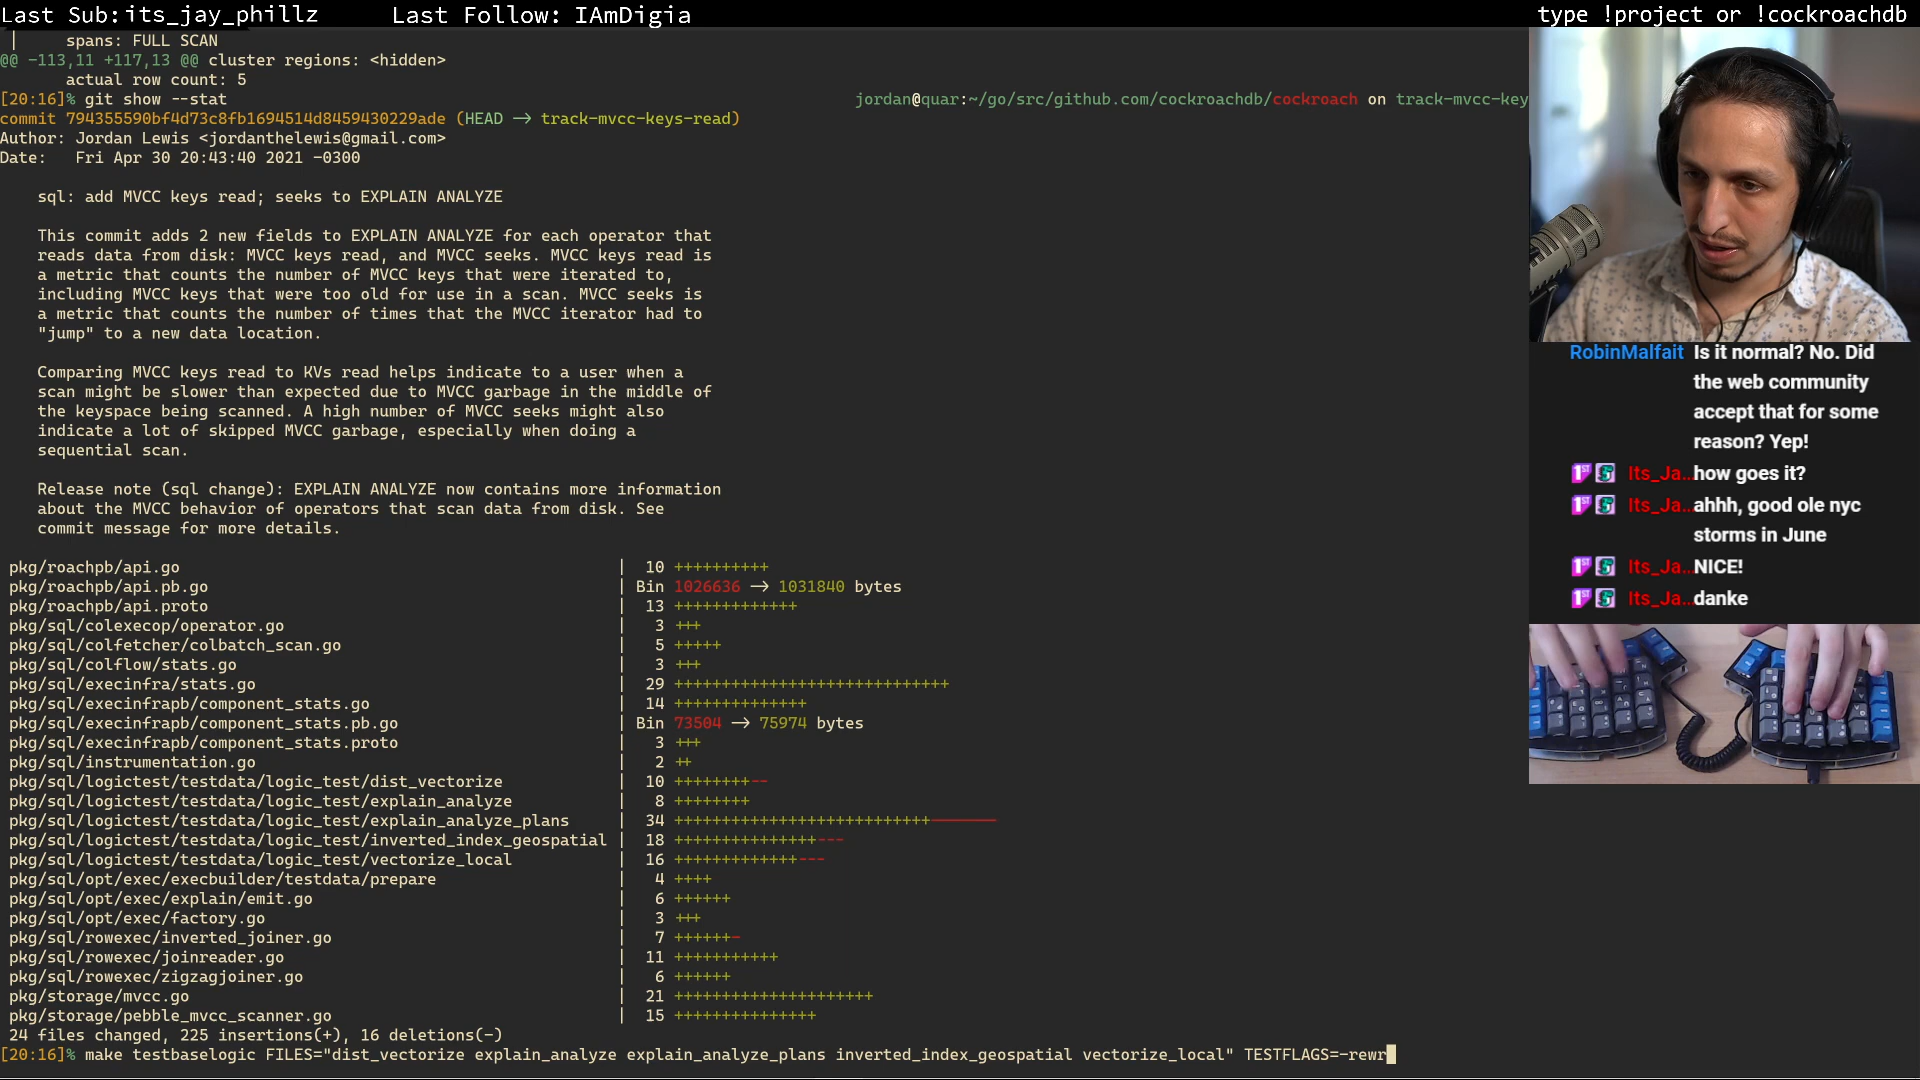 Last Sub:its_jay_phillz Last Follow: IAmDigia type !project or !cockroachdb
│ spans: FULL SCAN
@@ -113,11 +117,13 @@ cluster regions: <hidden>
actual row count: 5
[20:16]% git show --stat jordan@quar:~/go/src/github.com/cockroachdb/cockroach on track-mvcc-key
commit 794355590bf4d73c8fb1694514d8459430229ade (HEAD -> track-mvcc-keys-read)
Author: Jordan Lewis <jordanthelewis@gmail.com>
Date: Fri Apr 30 20:43:40 2021 -0300
sql: add MVCC keys read; seeks to EXPLAIN ANALYZE
This commit adds 2 new fields to EXPLAIN ANALYZE for each operator that
reads data from disk: MVCC keys read, and MVCC seeks. MVCC keys read is
a metric that counts the number of MVCC keys that were iterated to,
including MVCC keys that were too old for use in a scan. MVCC seeks is
a metric that counts the number of times that the MVCC iterator had to
"jump" to a new data location.
Comparing MVCC keys read to KVs read helps indicate to a user when a
scan might be slower than expected due to MVCC garbage in the middle of
the keyspace being scanned. A high number of MVCC seeks might also
indicate a lot of skipped MVCC garbage, especially when doing a
sequential scan.
Release note (sql change): EXPLAIN ANALYZE now contains more information
about the MVCC behavior of operators that scan data from disk. See
commit message for more details.
pkg/roachpb/api.go | 10 ++++++++++
pkg/roachpb/api.pb.go | Bin 1026636 -> 1031840 bytes
pkg/roachpb/api.proto | 13 +++++++++++++
pkg/sql/colexecop/operator.go | 3 +++
pkg/sql/colfetcher/colbatch_scan.go | 5 +++++
pkg/sql/colflow/stats.go | 3 +++
pkg/sql/execinfra/stats.go | 29 +++++++++++++++++++++++++++++
pkg/sql/execinfrapb/component_stats.go | 14 ++++++++++++++
pkg/sql/execinfrapb/component_stats.pb.go | Bin 73504 -> 75974 bytes
pkg/sql/execinfrapb/component_stats.proto | 3 +++
pkg/sql/instrumentation.go | 2 ++
pkg/sql/logictest/testdata/logic_test/dist_vectorize | 10 ++++++++--
pkg/sql/logictest/testdata/logic_test/explain_analyze | 8 ++++++++
pkg/sql/logictest/testdata/logic_test/explain_analyze_plans | 34 +++++++++++++++++++++++++++-------
pkg/sql/logictest/testdata/logic_test/inverted_index_geospatial | 18 +++++++++++++++---
pkg/sql/logictest/testdata/logic_test/vectorize_local | 16 +++++++++++++---
pkg/sql/opt/exec/execbuilder/testdata/prepare | 4 ++++
pkg/sql/opt/exec/explain/emit.go | 6 ++++++
pkg/sql/opt/exec/factory.go | 3 +++
pkg/sql/rowexec/inverted_joiner.go | 7 ++++++-
pkg/sql/rowexec/joinreader.go | 11 +++++++++++
pkg/sql/rowexec/zigzagjoiner.go | 6 ++++++
pkg/storage/mvcc.go | 21 +++++++++++++++++++++
pkg/storage/pebble_mvcc_scanner.go | 15 +++++++++++++++
24 files changed, 225 insertions(+), 16 deletions(-)
[20:16]% make testbaselogic FILES="dist_vectorize explain_analyze explain_analyze_plans inverted_index_geospatial vectorize_local" TESTFLAGS=-rewr
RobinMalfait Is it normal? No. Did
the web community
accept that for some
reason? Yep!
1ST Its_Ja...how goes it?
1ST Its_Ja...ahhh, good ole nyc
storms in June
1ST Its_Ja...NICE!
1ST Its_Ja...danke